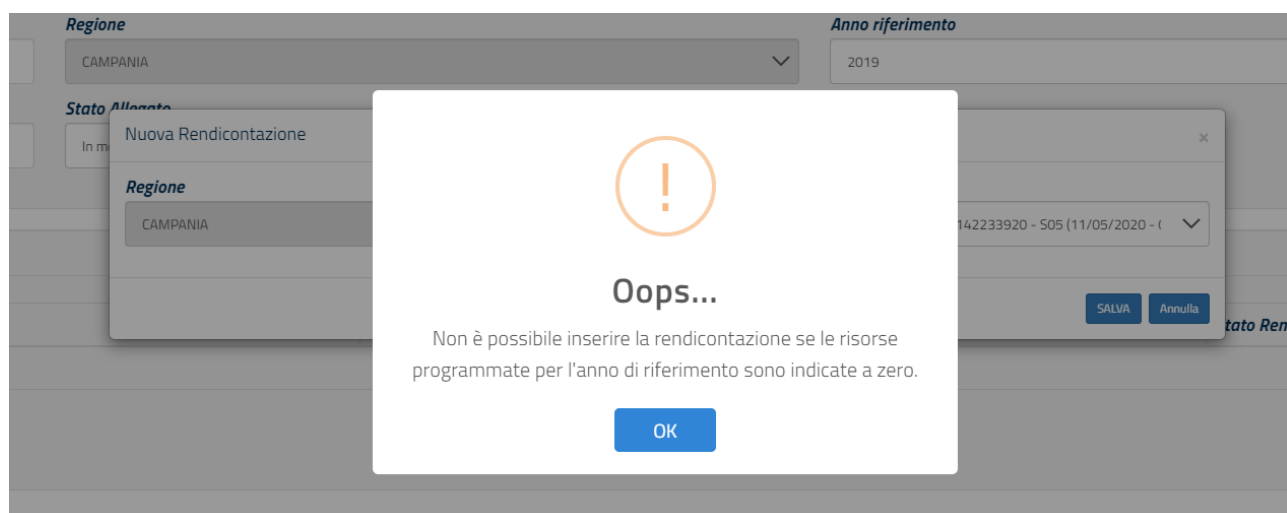 Regione
Anno riferimento
CAMPANIA
2019
Stato Allegato
In m
Nuova Rendicontazione
×
Regione
CAMPANIA
142233920 - S05 (11/05/2020 - (
!
Oops...
Non è possibile inserire la rendicontazione se le risorse
programmate per l'anno di riferimento sono indicate a zero.
OK
SALVA
Annulla
tato Ren